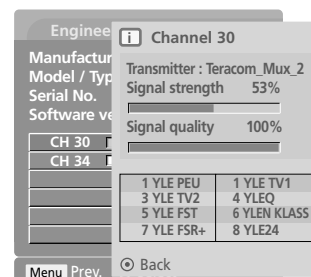 Enginee
Manufactur
Model / Typ
Serial No.
Software ve
CH 30
CH 34
Menu Prev.
i Channel 30
Transmitter : Teracom_Mux_2
Signal strength 53%
Signal quality 100%
1 YLE PEU 1 YLE TV1
3 YLE TV2 4 YLEQ
5 YLE FST 6 YLEN KLASS
7 YLE FSR+ 8 YLE24
Back